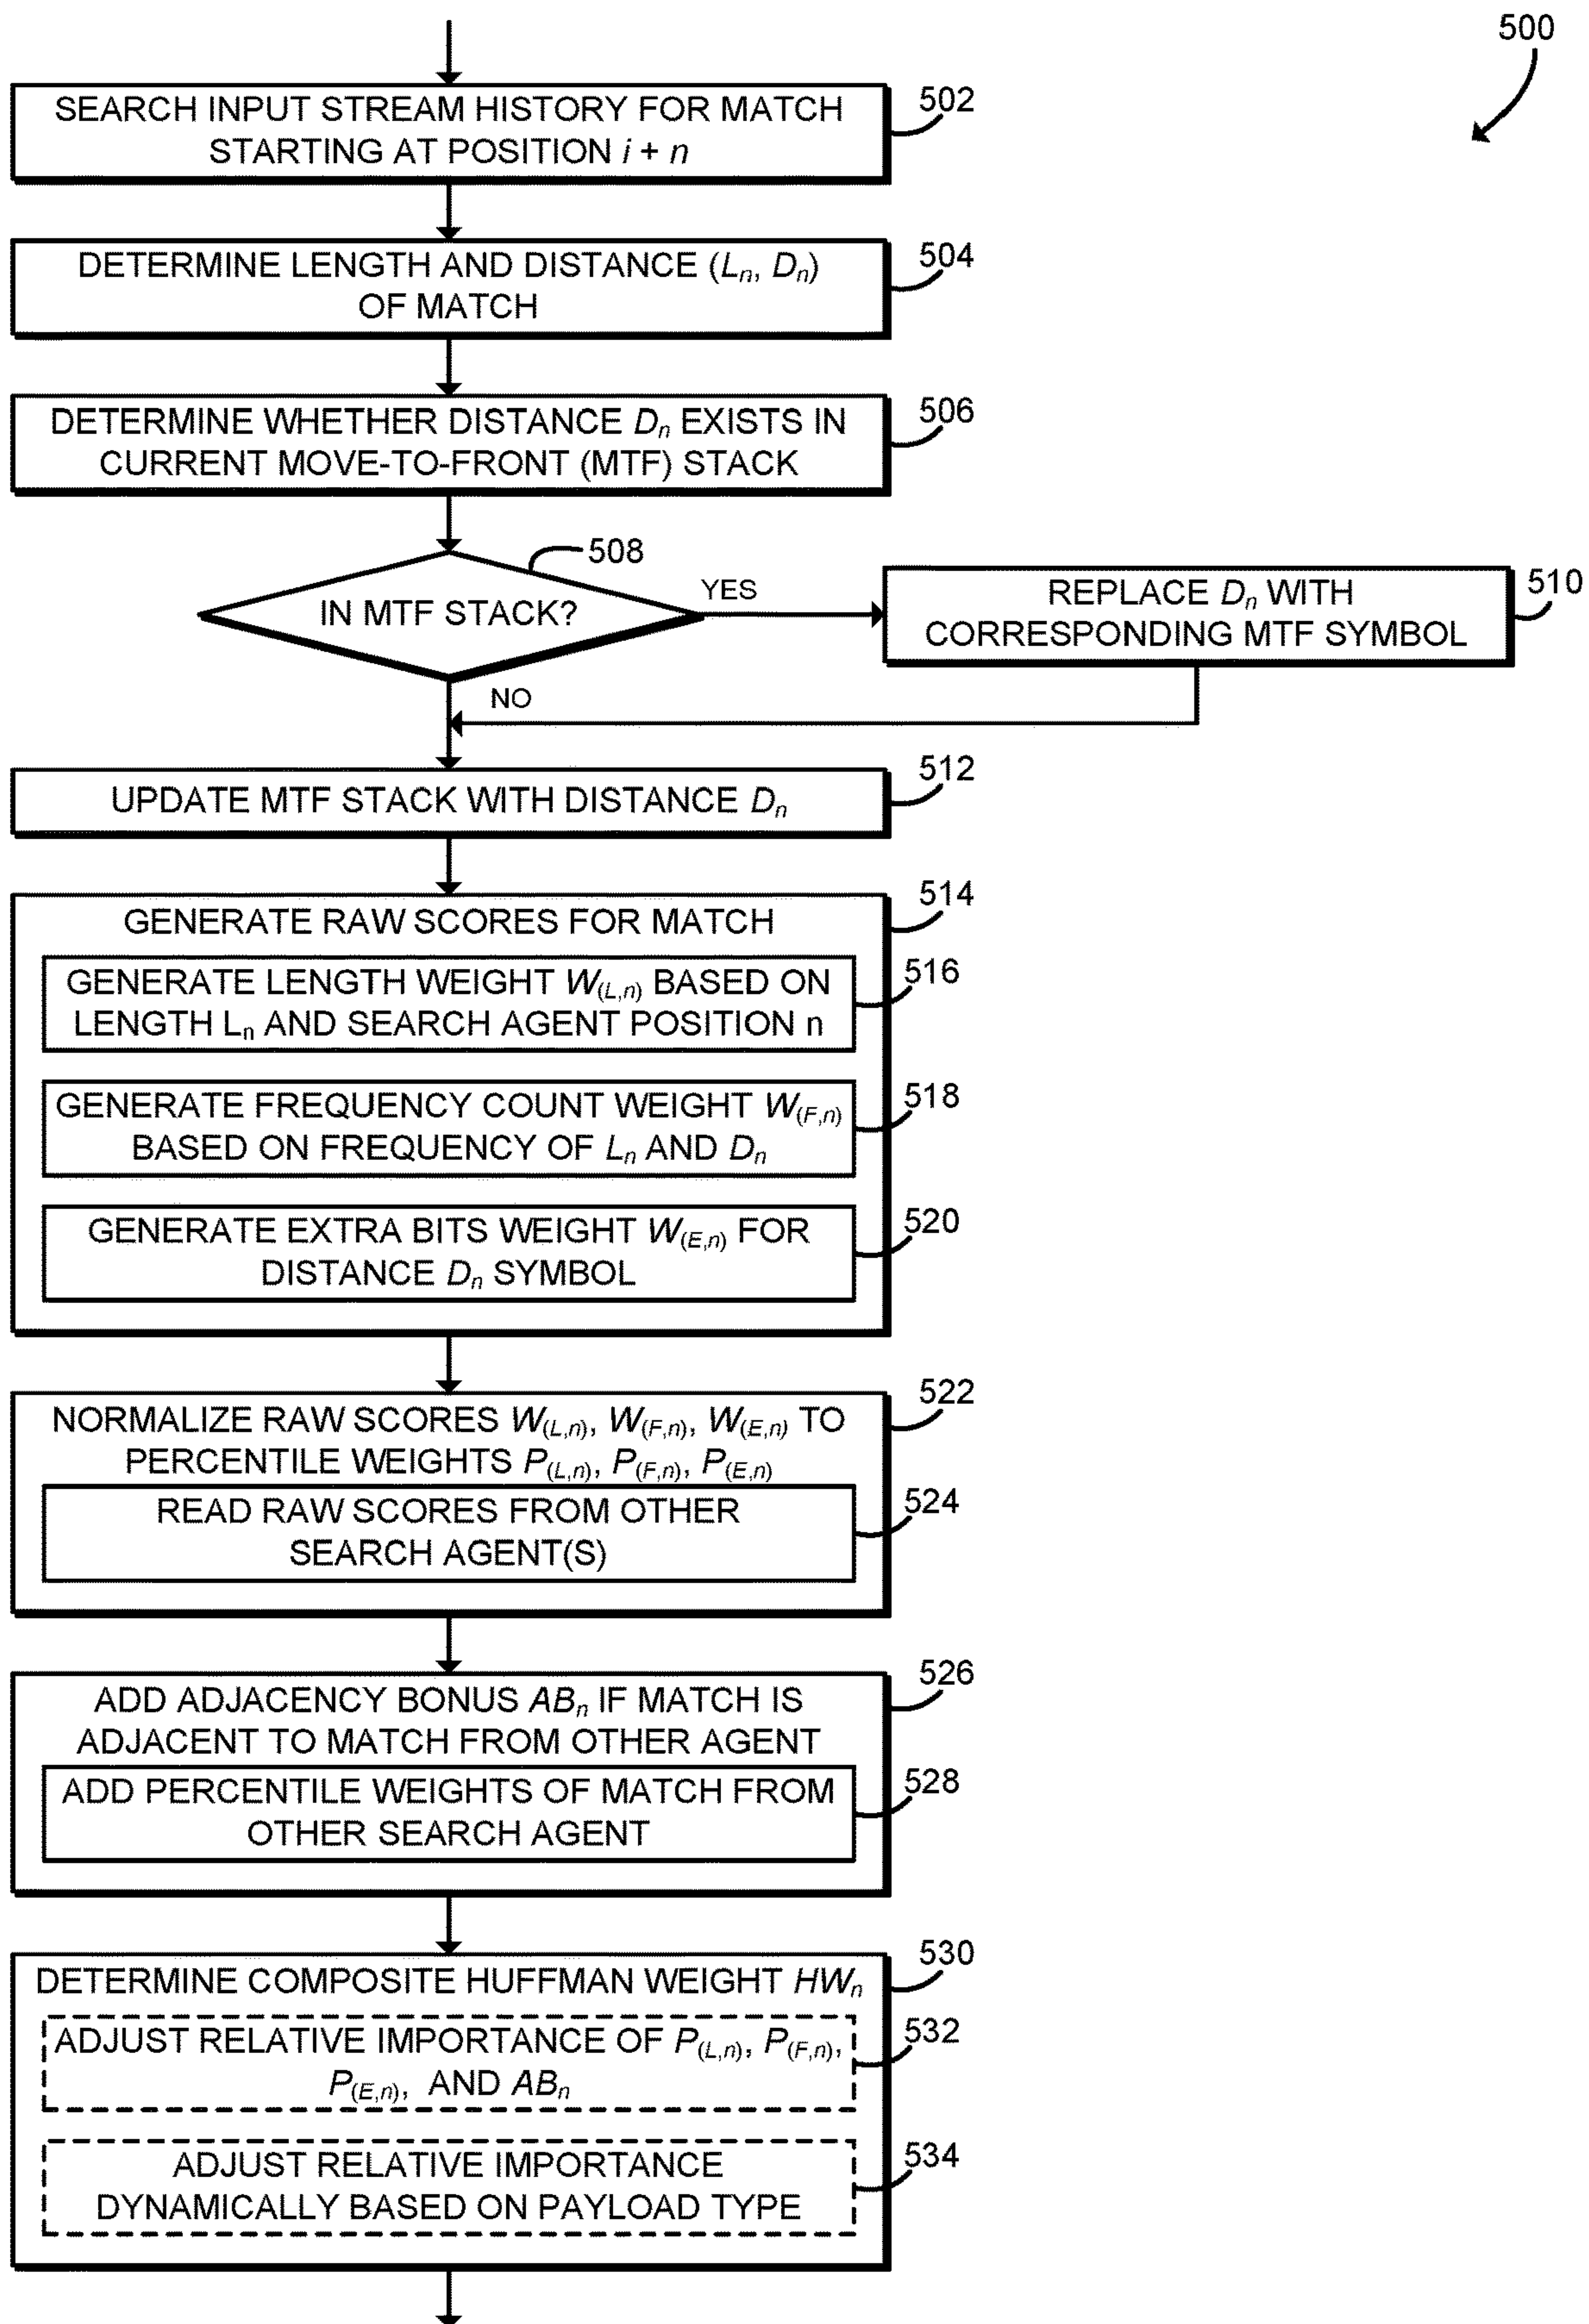 500
SEARCH INPUT STREAM HISTORY FOR MATCH
STARTING AT POSITION i + n
502
DETERMINE LENGTH AND DISTANCE (Ln, Dn)
OF MATCH
504
DETERMINE WHETHER DISTANCE Dn EXISTS IN
CURRENT MOVE-TO-FRONT (MTF) STACK
506
508
IN MTF STACK?
YES
REPLACE Dn WITH
CORRESPONDING MTF SYMBOL
510
NO
UPDATE MTF STACK WITH DISTANCE Dn
512
GENERATE RAW SCORES FOR MATCH
514
GENERATE LENGTH WEIGHT W(L,n) BASED ON
LENGTH Ln AND SEARCH AGENT POSITION n
516
GENERATE FREQUENCY COUNT WEIGHT W(F,n)
BASED ON FREQUENCY OF Ln AND Dn
518
GENERATE EXTRA BITS WEIGHT W(E,n) FOR
DISTANCE Dn SYMBOL
520
NORMALIZE RAW SCORES W(L,n), W(F,n), W(E,n) TO
PERCENTILE WEIGHTS P(L,n), P(F,n), P(E,n)
522
READ RAW SCORES FROM OTHER
SEARCH AGENT(S)
524
ADD ADJACENCY BONUS ABn IF MATCH IS
ADJACENT TO MATCH FROM OTHER AGENT
526
ADD PERCENTILE WEIGHTS OF MATCH FROM
OTHER SEARCH AGENT
528
DETERMINE COMPOSITE HUFFMAN WEIGHT HWn
530
ADJUST RELATIVE IMPORTANCE OF P(L,n), P(F,n),
P(E,n), AND ABn
532
ADJUST RELATIVE IMPORTANCE
DYNAMICALLY BASED ON PAYLOAD TYPE
534